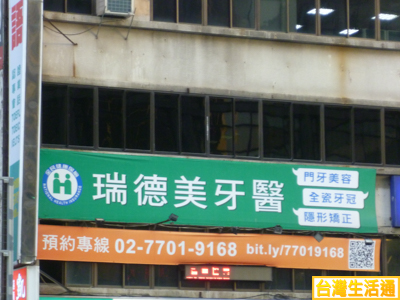 瑞德美牙醫
門牙美容
全瓷牙冠
隱形矯正
預約專線 02-7701-9168 bit.ly/77019168
台灣生活通